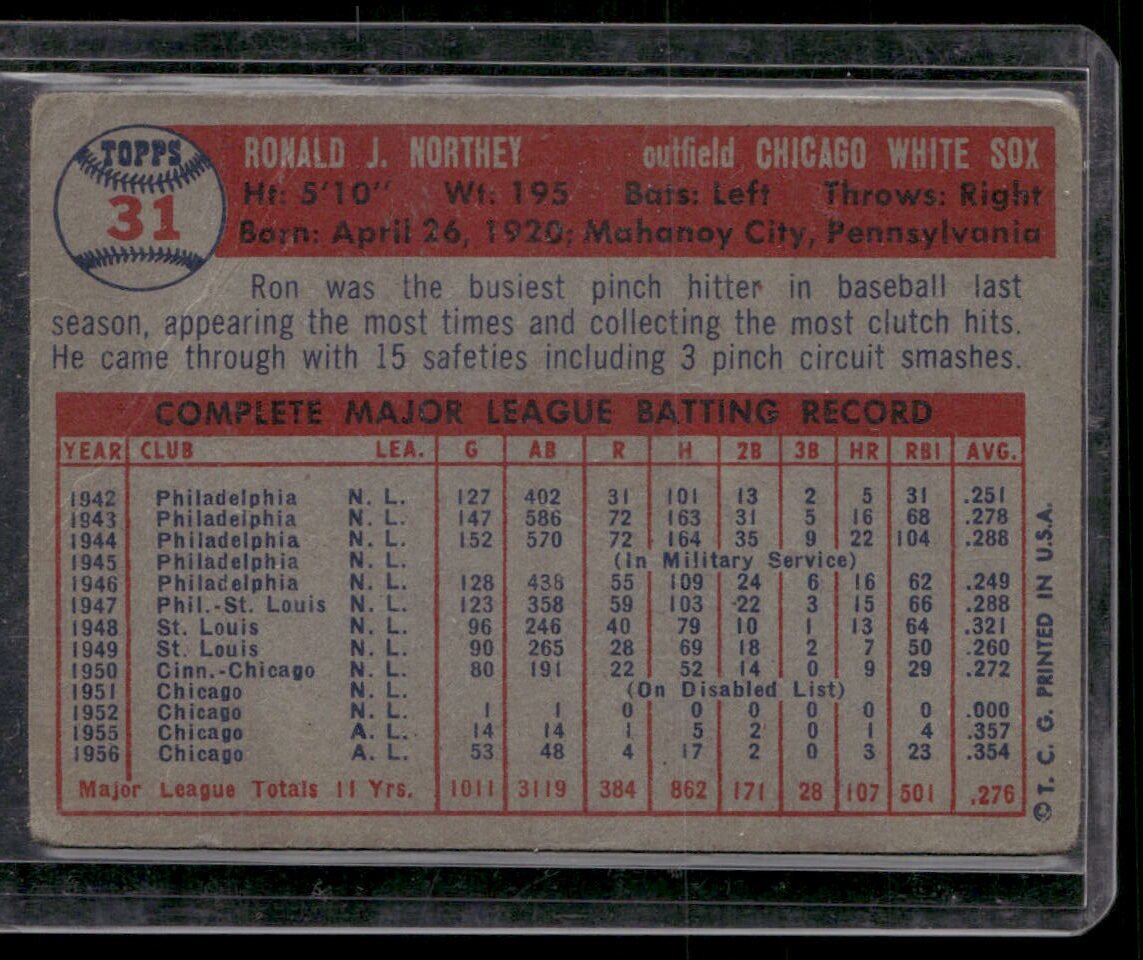 TOPPS
31
RONALD J. NORTHEY outfield CHICAGO WHITE SOX
Ht: 5'10" Wt: 195 Bats: Left Throws: Right
Born: April 26, 1920; Mahanoy City, Pennsylvania
Ron was the busiest pinch hitter in baseball last
season, appearing the most times and collecting the most clutch hits.
He came through with 15 safeties including 3 pinch circuit smashes.
COMPLETE MAJOR LEAGUE BATTING RECORD
YEAR CLUB LEA. G AB R H 2B 3B HR RBI AVG.
1942 Philadelphia N. L. 127 402 31 101 13 2 5 31 .251
1943 Philadelphia N. L. 147 586 72 163 31 5 16 68 .278
1944 Philadelphia N. L. 152 570 72 164 35 9 22 104 .288
1945 Philadelphia N. L. (In Military Service)
1946 Philadelphia N. L. 128 438 55 109 24 6 16 62 .249
1947 Phil.-St. Louis N. L. 123 358 59 103 22 3 15 66 .288
1948 St. Louis N. L. 96 246 40 79 10 1 13 64 .321
1949 St. Louis N. L. 90 265 28 69 18 2 7 50 .260
1950 Cinn.-Chicago N. L. 80 191 22 52 14 0 9 29 .272
1951 Chicago N. L. (On Disabled List)
1952 Chicago N. L. 1 1 0 0 0 0 0 0 .000
1955 Chicago A. L. 14 14 1 5 2 0 1 4 .357
1956 Chicago A. L. 53 48 4 17 2 0 3 23 .354
Major League Totals 11 Yrs. 1011 3119 384 862 171 28 107 501 .276
© T. C. G. PRINTED IN U.S.A.